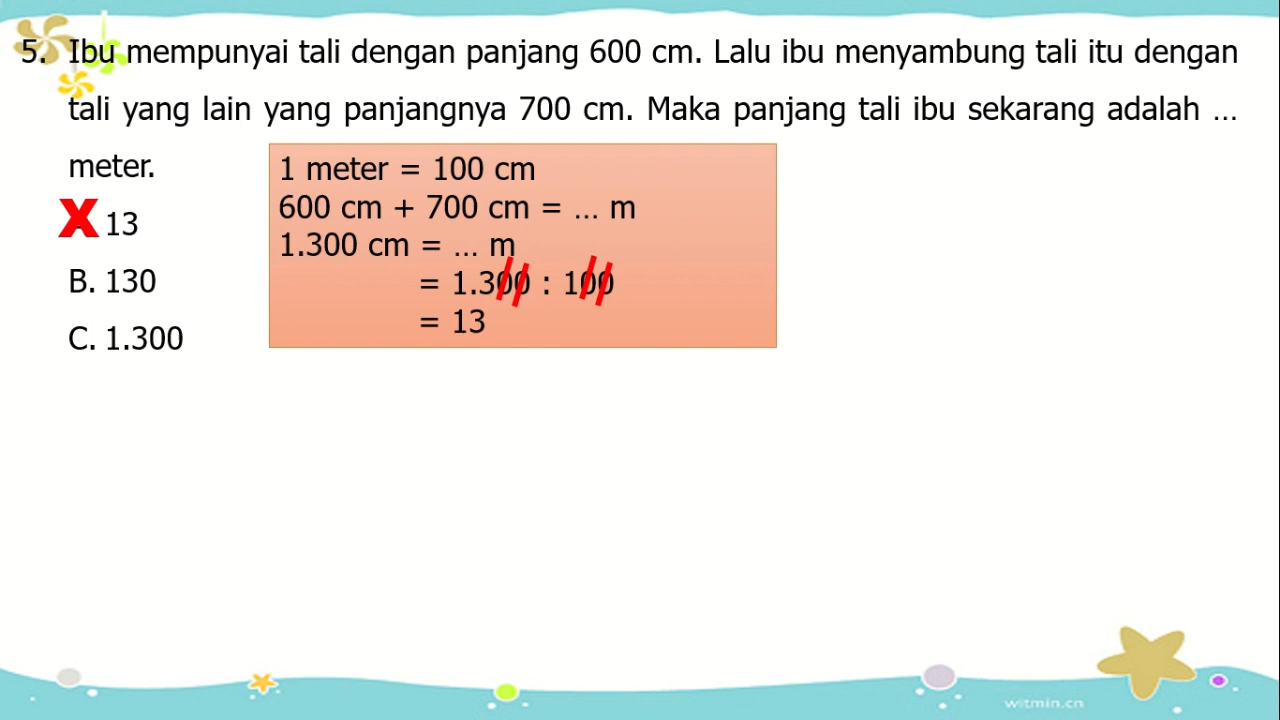 5. Ibu mempunyai tali dengan panjang 600 cm. Lalu ibu menyambung tali itu dengan
tali yang lain yang panjangnya 700 cm. Maka panjang tali ibu sekarang adalah ...
meter.
X 13
B. 130
C. 1.300
1 meter = 100 cm
600 cm + 700 cm = ... m
1.300 cm = ... m
= 1.300 : 100
= 13
witmin.cn